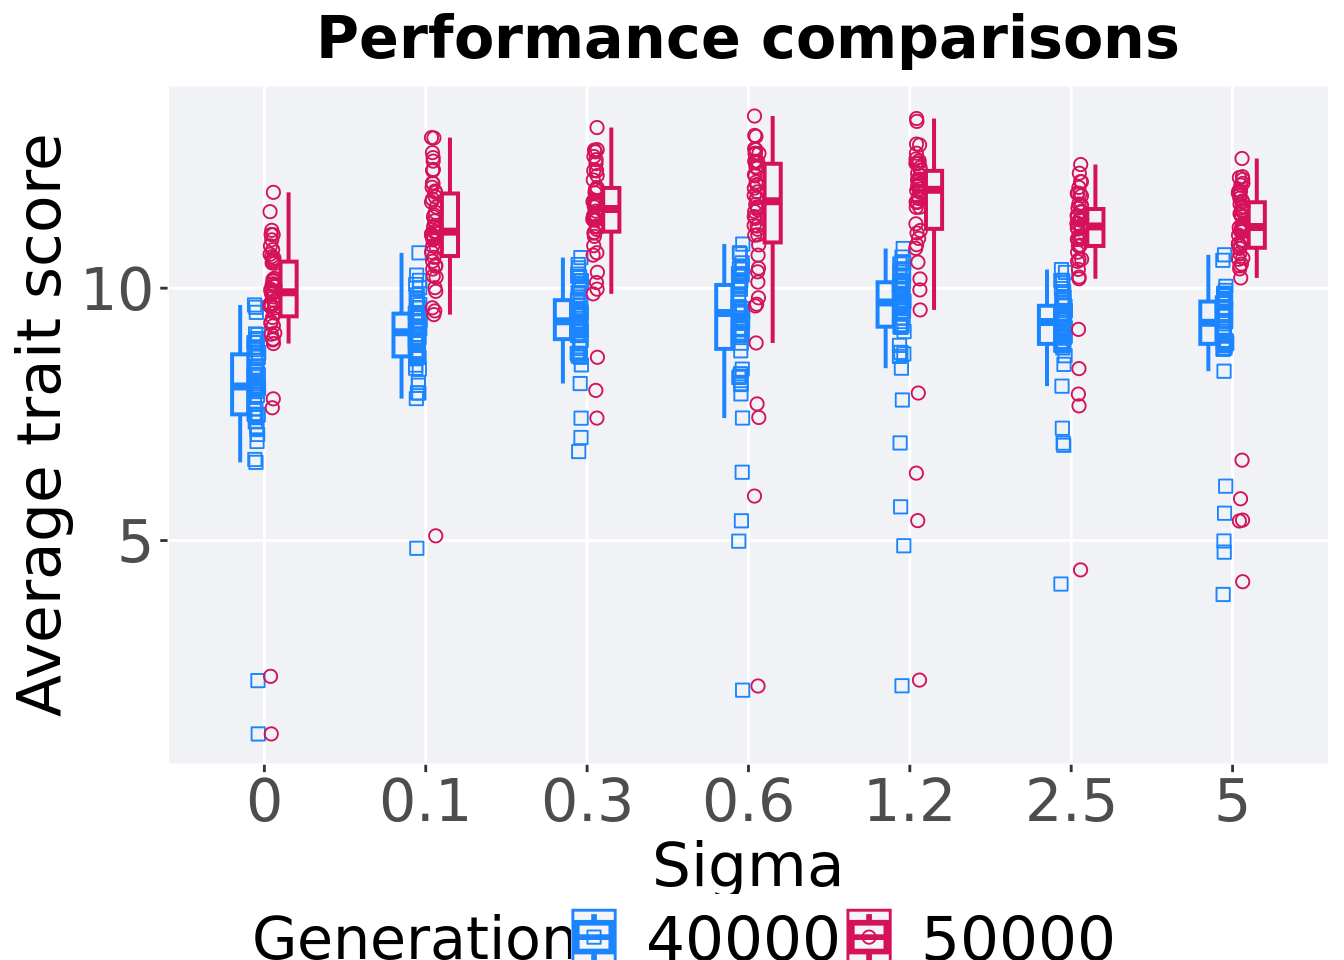 Performance comparisons
Average trait score
10
5
0 0.1 0.3 0.6 1.2 2.5 5
Sigma
Generation 40000 50000